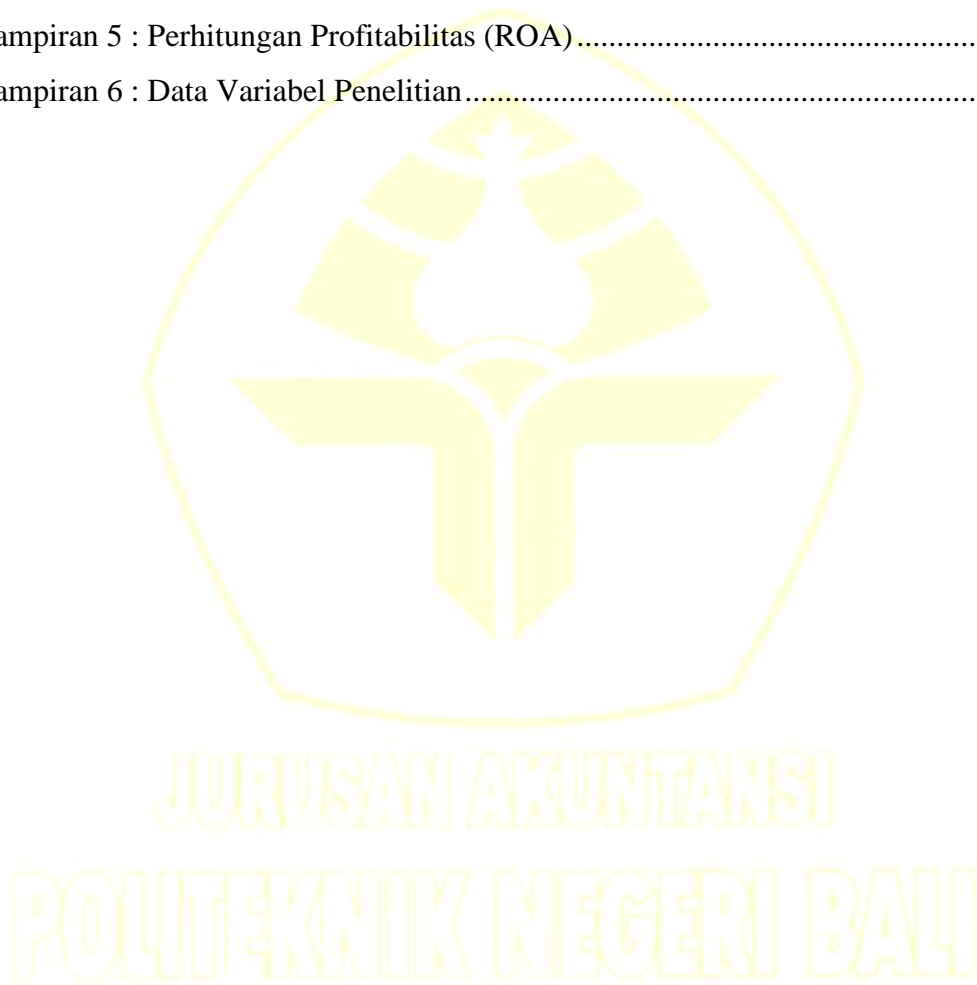 ampiran 5 : Perhitungan Profitabilitas (ROA)....................................................
ampiran 6 : Data Variabel Penelitian....................................................................
JURUSAN AKUNTANSI
POLITEKNIK NEGERI BALI